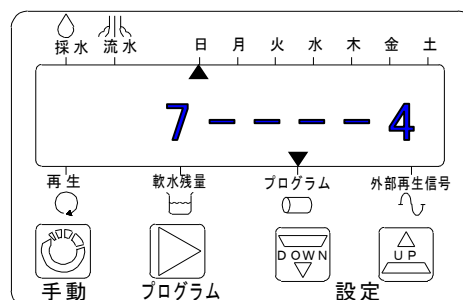 採水 流水 日 月 火 水 木 金 土
7 - - - - 4
再生 軟水残量 プログラム 外部再生信号
DOWN UP
手動 プログラム 設定